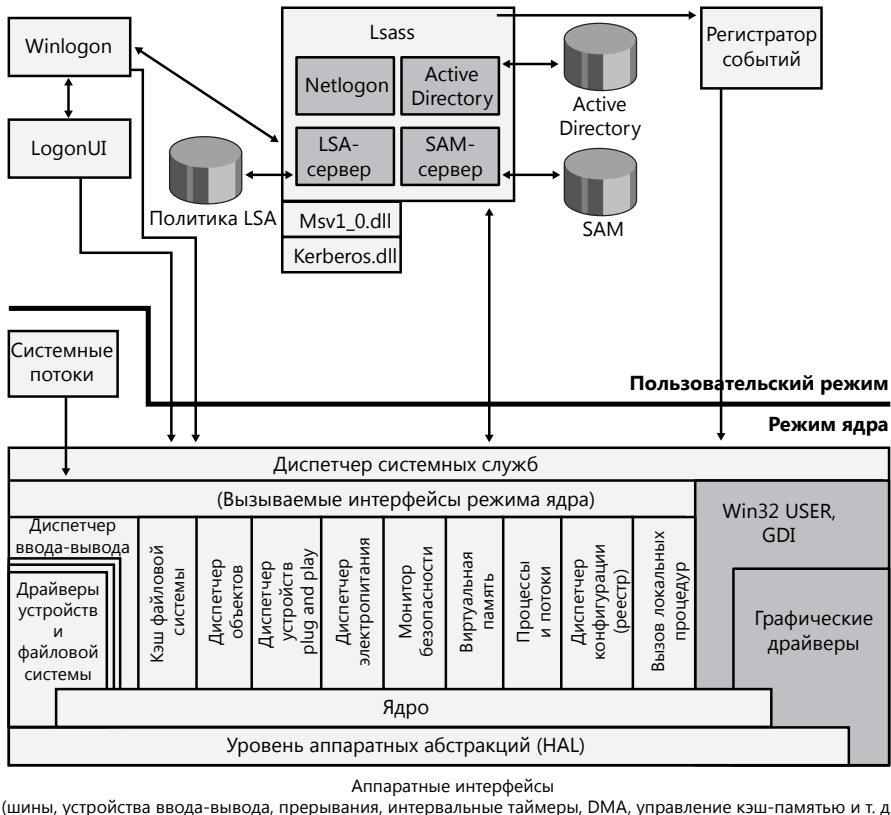 Winlogon
LogonUI
Lsass
Netlogon
Active
Directory
LSA-
сервер
SAM-
сервер
Msv1_0.dll
Kerberos.dll
Политика LSA
Active
Directory
SAM
Регистратор
событий
Системные
потоки
Пользовательский режим
Режим ядра
Диспетчер системных служб
(Вызываемые интерфейсы режима ядра)
Диспетчер
ввода-вывода
Драйверы
устройств
и
файловой
системы
Кэш файловой
системы
Диспетчер
объектов
Диспетчер
устройств
plug and play
Диспетчер
электропитания
Монитор
безопасности
Виртуальная
память
Процессы
и потоки
Диспетчер
конфигурации
(реестр)
Вызов локальных
процедур
Win32 USER,
GDI
Графические
драйверы
Ядро
Уровень аппаратных абстракций (HAL)
Аппаратные интерфейсы
(шины, устройства ввода-вывода, прерывания, интервальные таймеры, DMA, управление кэш-памятью и т. д